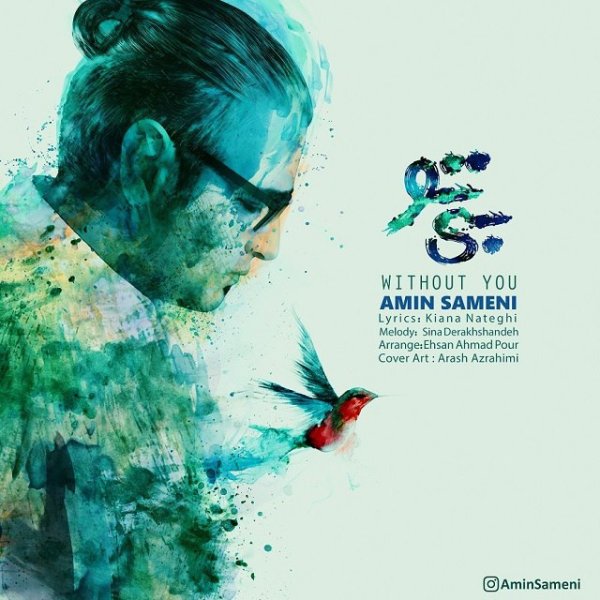 بی تو
WITHOUT YOU
AMIN SAMENI
Lyrics: Kiana Nateghi
Melody: Sina Derakhshandeh
Arrange: Ehsan Ahmad Pour
Cover Art : Arash Azrahimi
AminSameni